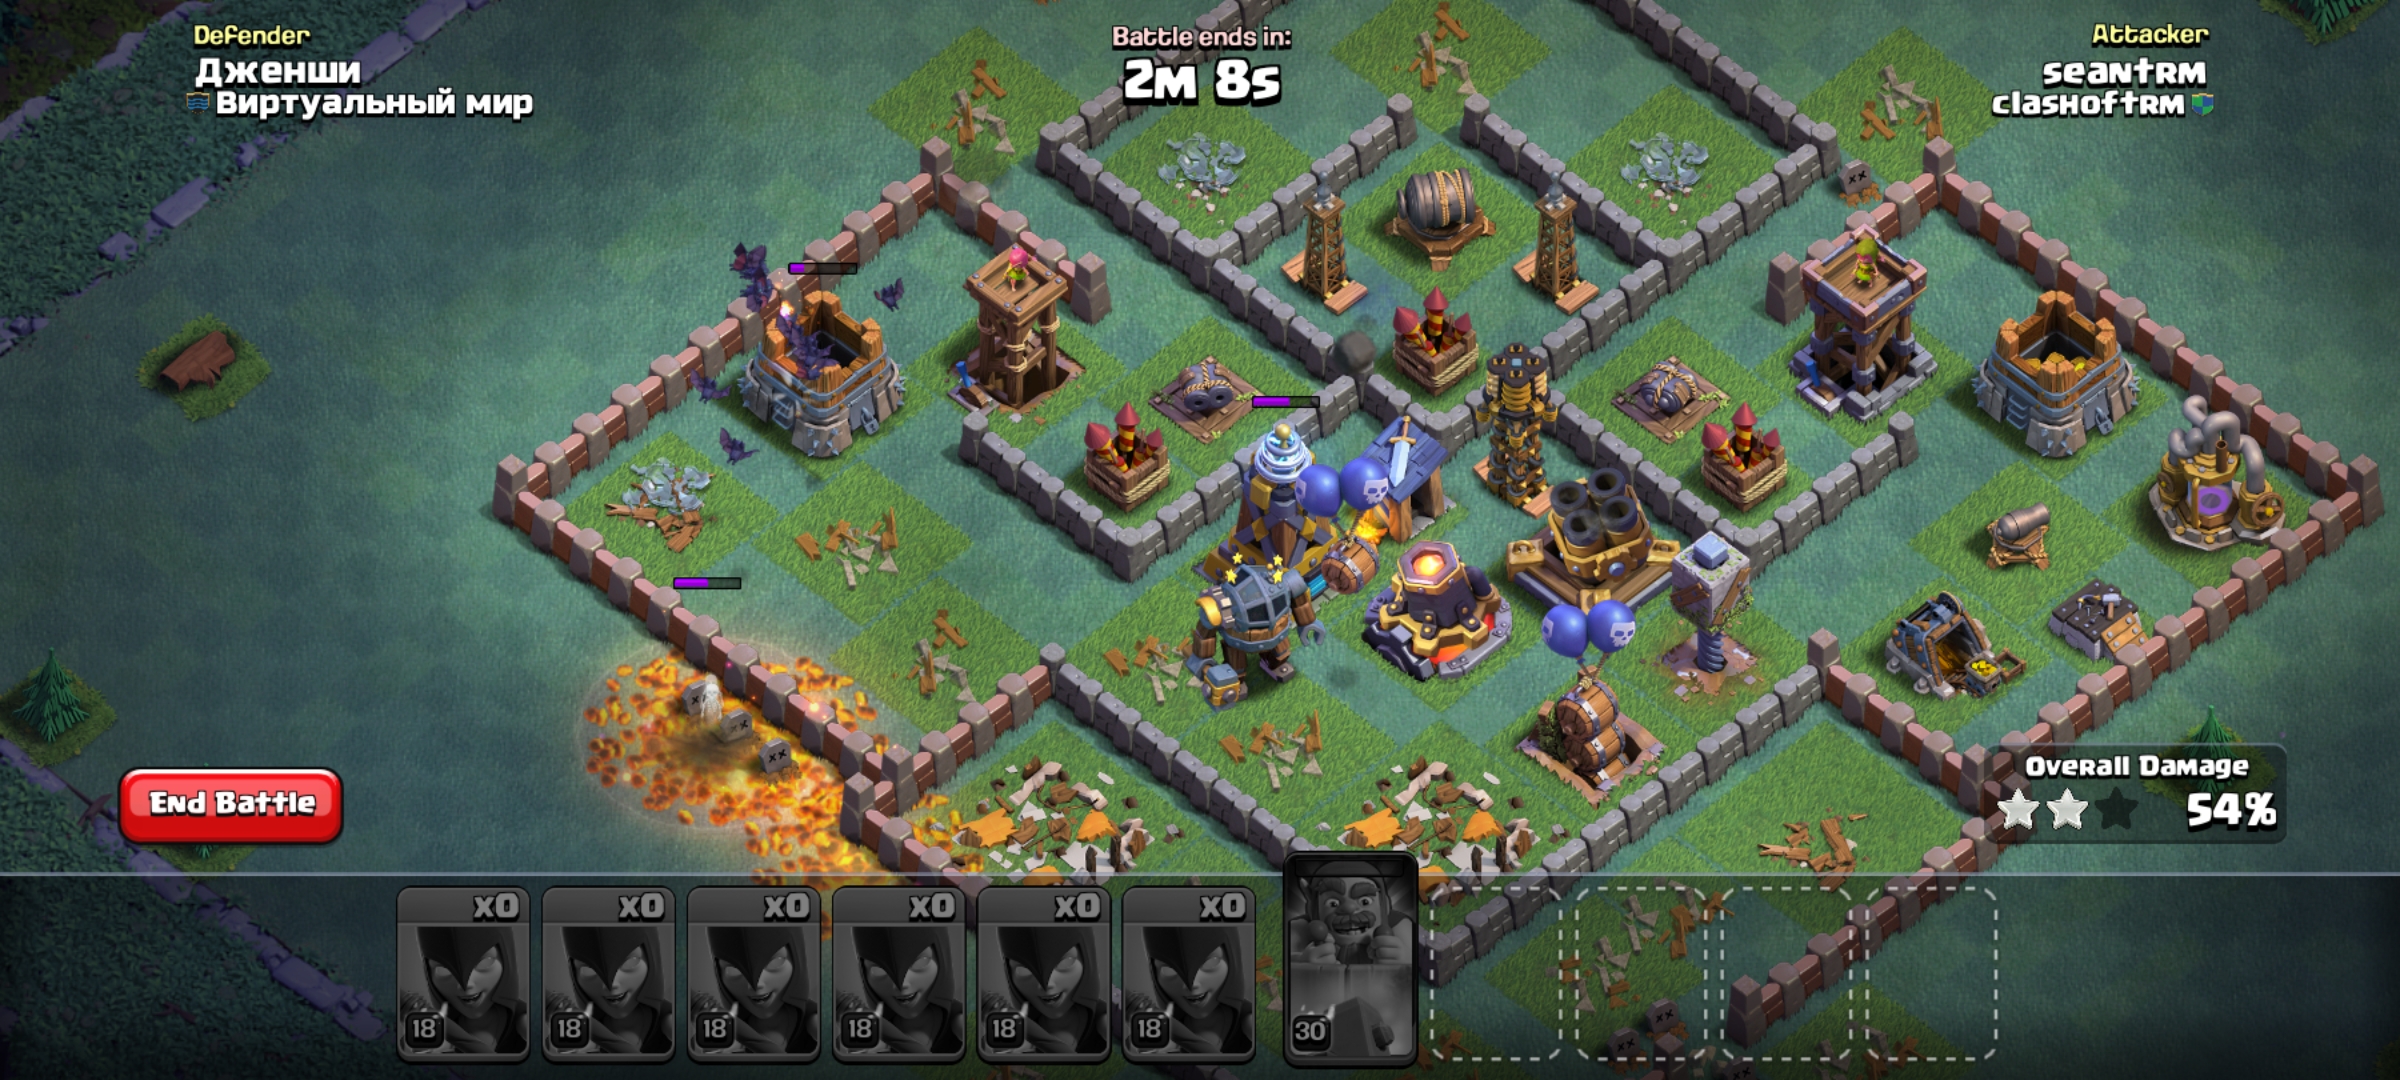 Defender
Дженши
Виртуальный мир
Battle ends in:
2M 8s
Attacker
seantRM
clashoftRM
End Battle
Overall Damage
54%
x0 x0 x0 x0 x0 x0
18 18 18 18 18 18 30